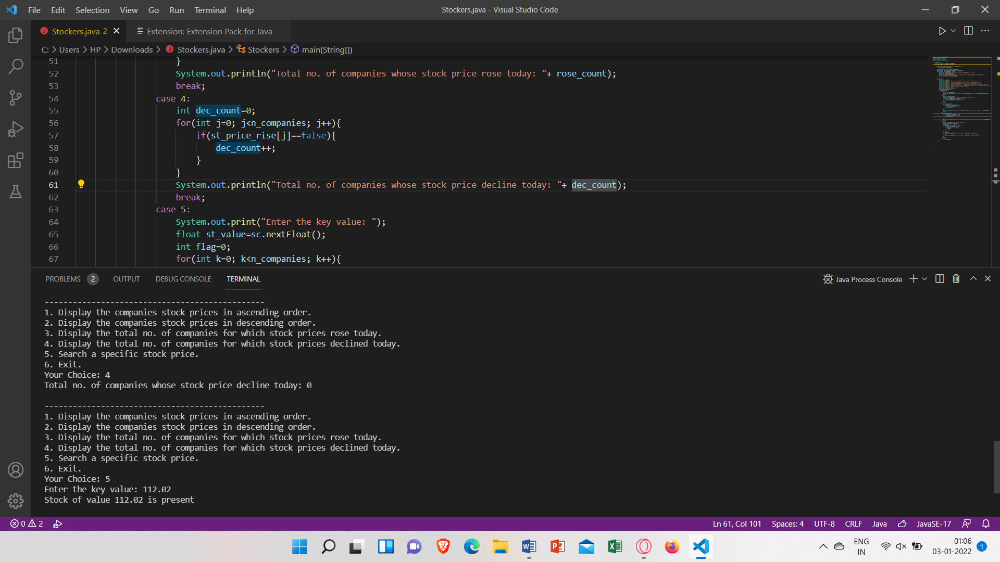 File Edit Selection View Go Run Terminal Help
Stockers.java - Visual Studio Code
Stockers.java 2
Extension: Extension Pack for Java
C: > Users > HP > Downloads > Stockers.java > Stockers > main(String[])
51 }
52 System.out.println("Total no. of companies whose stock price rose today: "+ rose_count);
53 break;
54 case 4:
55 int dec_count=0;
56 for(int j=0; j<n_companies; j++){
57 if(st_price_rise[j]==false){
58 dec_count++;
59 }
60 }
61 System.out.println("Total no. of companies whose stock price decline today: "+ dec_count);
62 break;
63 case 5:
64 System.out.print("Enter the key value: ");
65 float st_value=sc.nextFloat();
66 int flag=0;
67 for(int k=0; k<n_companies; k++){
PROBLEMS 2 OUTPUT DEBUG CONSOLE TERMINAL
Java Process Console
-----------------------------------------------
1. Display the companies stock prices in ascending order.
2. Display the companies stock prices in descending order.
3. Display the total no. of companies for which stock prices rose today.
4. Display the total no. of companies for which stock prices declined today.
5. Search a specific stock price.
6. Exit.
Your Choice: 4
Total no. of companies whose stock price decline today: 0
-----------------------------------------------
1. Display the companies stock prices in ascending order.
2. Display the companies stock prices in descending order.
3. Display the total no. of companies for which stock prices rose today.
4. Display the total no. of companies for which stock prices declined today.
5. Search a specific stock price.
6. Exit.
Your Choice: 5
Enter the key value: 112.02
Stock of value 112.02 is present
0 2
Ln 61, Col 101 Spaces: 4 UTF-8 CRLF Java JavaSE-17
ENG
IN
01:06
03-01-2022
1